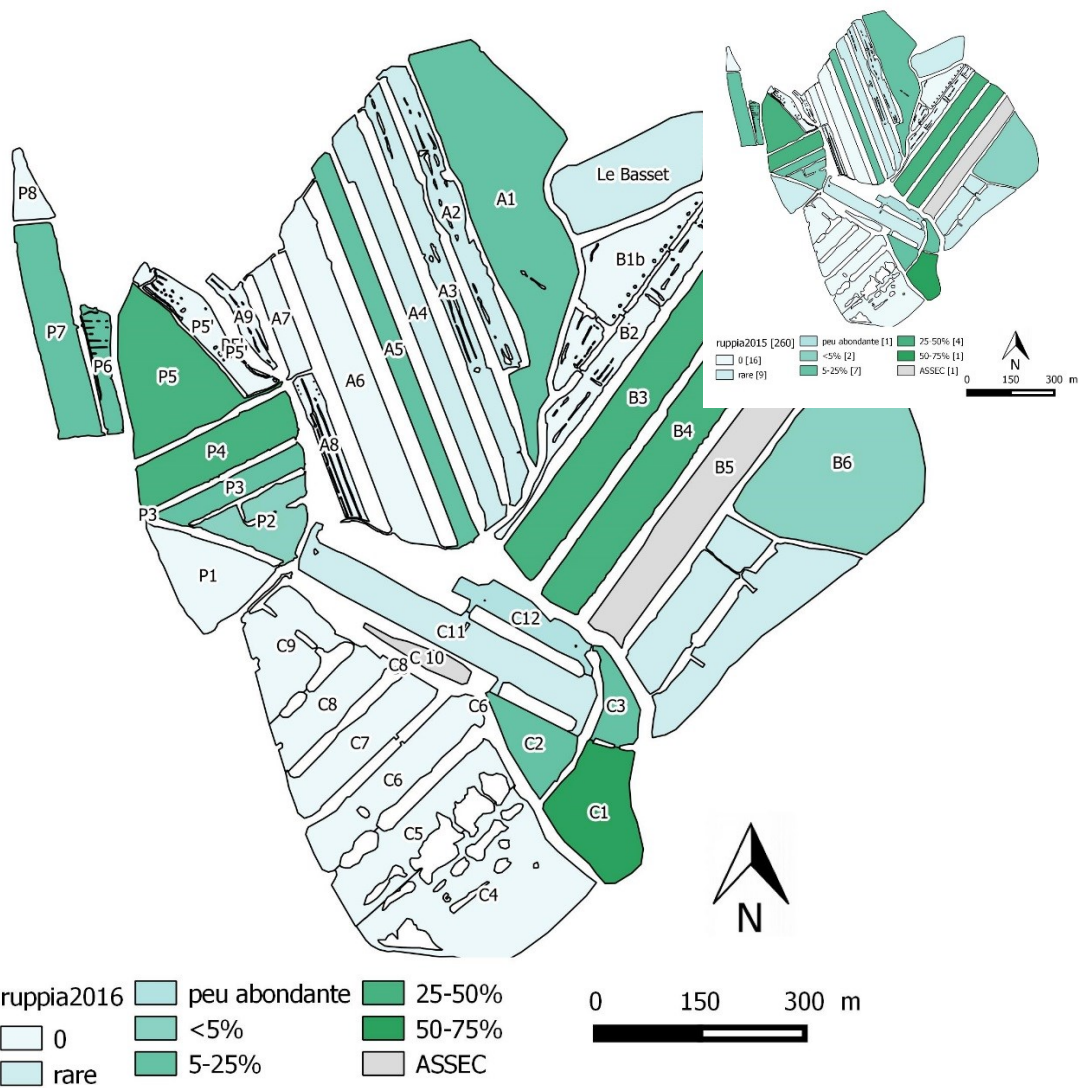 P8
P7
P6
P5
P5'
P5'
P5'
A9
A7
A6
A8
A5
A4
A3
A2
A1
Le Basset
B1b
B2
B3
B4
B5
B6
P4
P3
P3
P2
P1
C9
C8
C8
C 10
C11
C12
C7
C6
C6
C5
C4
C2
C3
C1
ruppia2015 [260]
0 [16]
rare [9]
peu abondante [1]
<5% [2]
5-25% [7]
25-50% [4]
50-75% [1]
ASSEC [1]
N
0 150 300 m
N
ruppia2016
0
rare
peu abondante
<5%
5-25%
25-50%
50-75%
ASSEC
0 150 300 m